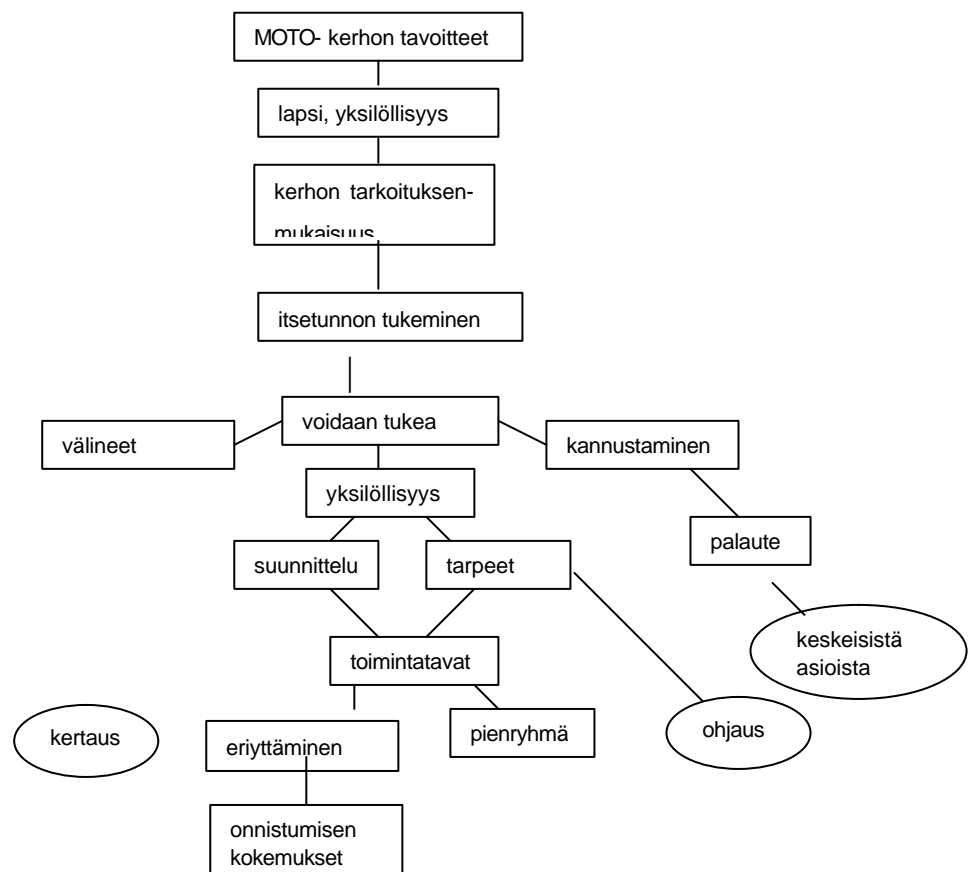 MOTO- kerhon tavoitteet
lapsi, yksilöllisyys
kerhon tarkoituksen-
mukaisuus
itsetunnon tukeminen
voidaan tukea
välineet
kannustaminen
yksilöllisyys
palaute
suunnittelu
tarpeet
keskeisistä
asioista
toimintatavat
kertaus
eriyttäminen
pienryhmä
ohjaus
onnistumisen
kokemukset